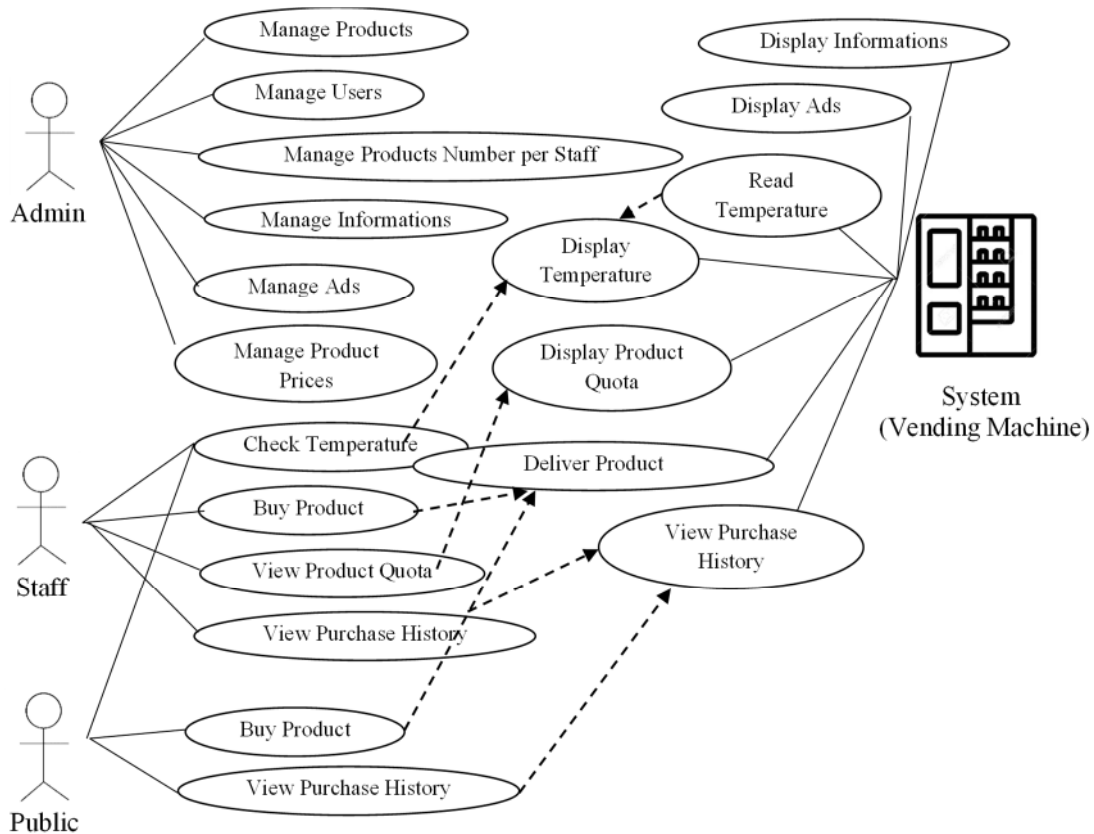 Manage Products
Display Informations
Manage Users
Display Ads
Manage Products Number per Staff
Read
Temperature
Admin
Manage Informations
Display
Temperature
Manage Ads
Manage Product
Prices
Display Product
Quota
System
(Vending Machine)
Check Temperature
Deliver Product
Buy Product
View Purchase
History
View Product Quota
Staff
View Purchase History
Buy Product
View Purchase History
Public